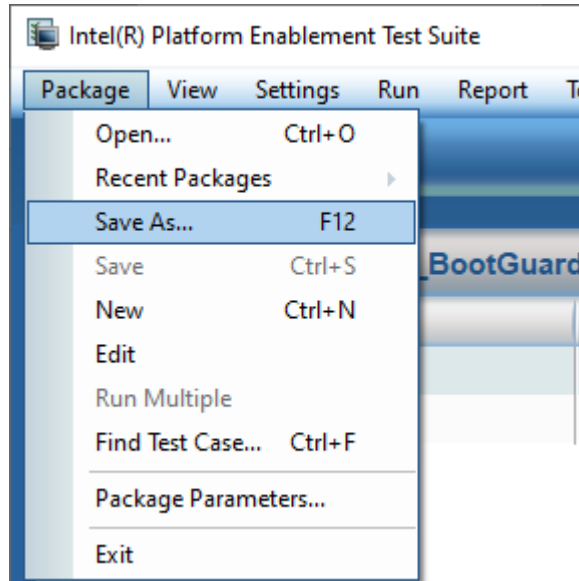 Intel(R) Platform Enablement Test Suite
Package View Settings Run Report
Open... Ctrl+O
Recent Packages
Save As... F12
Save Ctrl+S
_BootGuard
New Ctrl+N
Edit
Run Multiple
Find Test Case... Ctrl+F
Package Parameters...
Exit